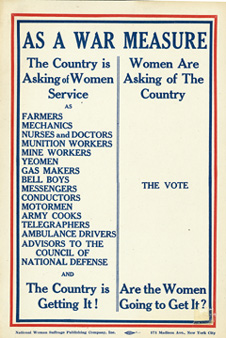 AS A WAR MEASURE
The Country is
Asking of Women
Service
AS
FARMERS
MECHANICS
NURSES and DOCTORS
MUNITION WORKERS
MINE WORKERS
YEOMEN
GAS MAKERS
BELL BOYS
MESSENGERS
CONDUCTORS
MOTORMEN
ARMY COOKS
TELEGRAPHERS
AMBULANCE DRIVERS
ADVISORS TO THE
COUNCIL OF
NATIONAL DEFENSE
AND
The Country is
Getting It!
Women Are
Asking of The
Country
THE VOTE
Are the Women
Going to Get It?
National Woman Suffrage Publishing Company, Inc.
171 Madison Ave., New York City